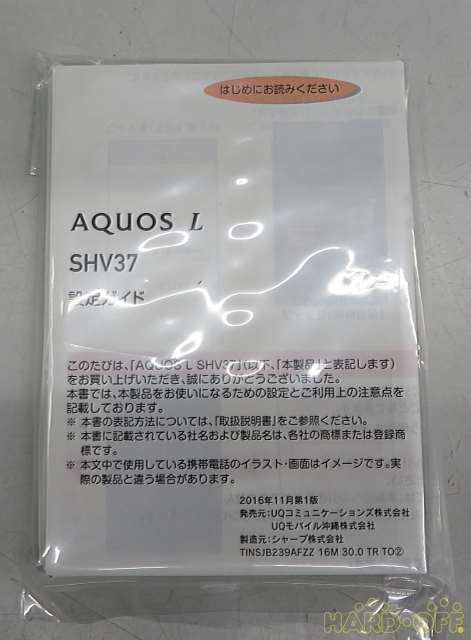 はじめにお読みください
AQUOS L
SHV37
設定ガイド
このたびは、「AQUOS L SHV37」(以下、「本製品」と表記します)
をお買い上げいただき、誠にありがとうございました。
本書では、本製品をお使いになるための設定とご利用上の注意点を
記載しております。
※ 本書の表記方法については、『取扱説明書』をご参照ください。
※ 本書に記載されている社名および製品名は、各社の商標または登録商
標です。
※ 本文中で使用している携帯電話のイラスト・画面はイメージです。実
際の製品と違う場合があります。
2016年11月第1版
発売元:UQコミュニケーションズ株式会社
UQモバイル沖縄株式会社
製造元:シャープ株式会社
TINSJB239AFZZ 16M 30.0 TR TO②
HARD・OFF